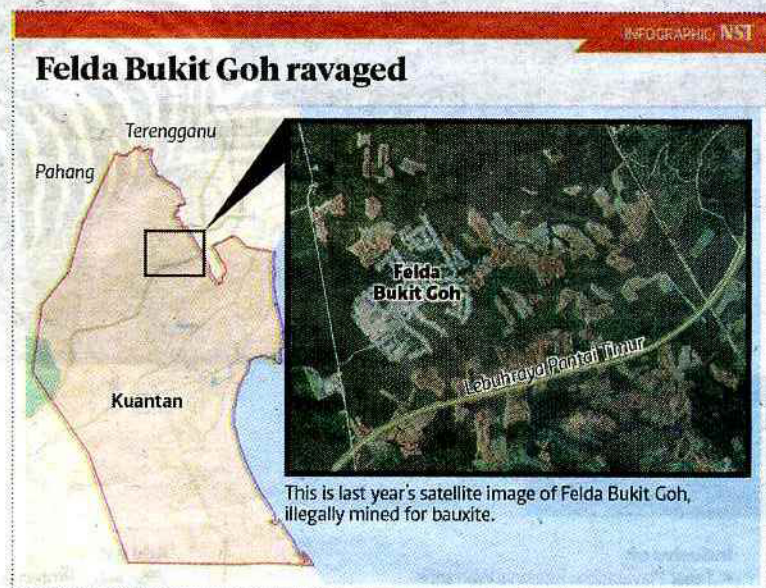 INFOGRAPHIC: NST
Felda Bukit Goh ravaged
Terengganu
Pahang
Felda
Bukit Goh
Lebuhraya Pantai Timur
Kuantan
This is last year's satellite image of Felda Bukit Goh,
illegally mined for bauxite.